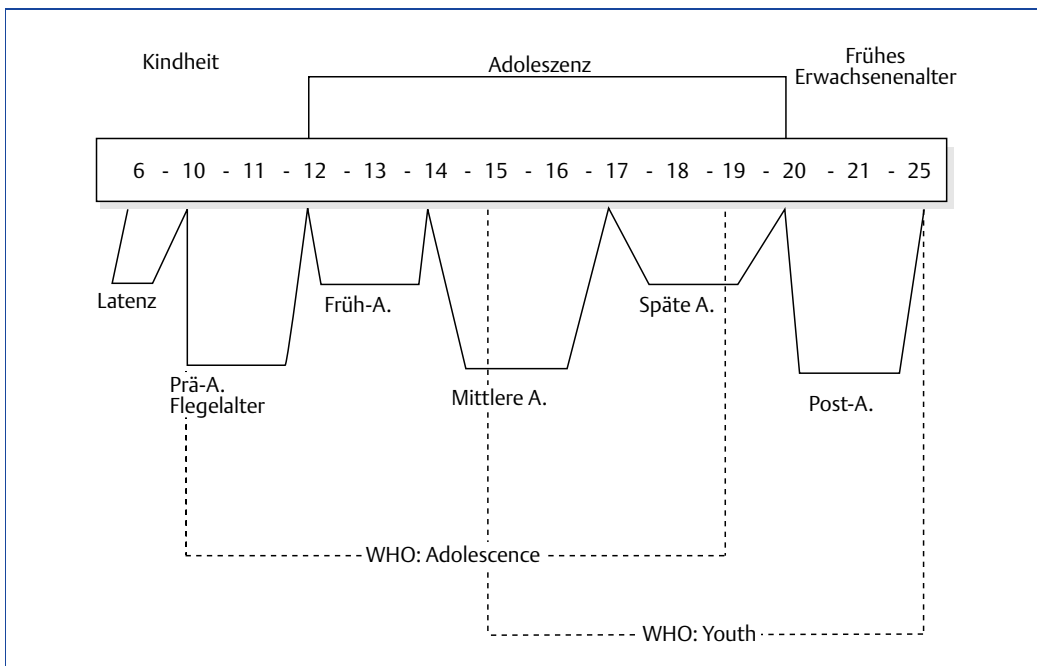 Kindheit
Adoleszenz
Frühes
Erwachsenenalter
6 - 10 - 11 - 12 - 13 - 14 - 15 - 16 - 17 - 18 - 19 - 20 - 21 - 25
Latenz
Früh-A.
Späte A.
Prä-A.
Flegelalter
Mittlere A.
Post-A.
WHO: Adolescence
WHO: Youth